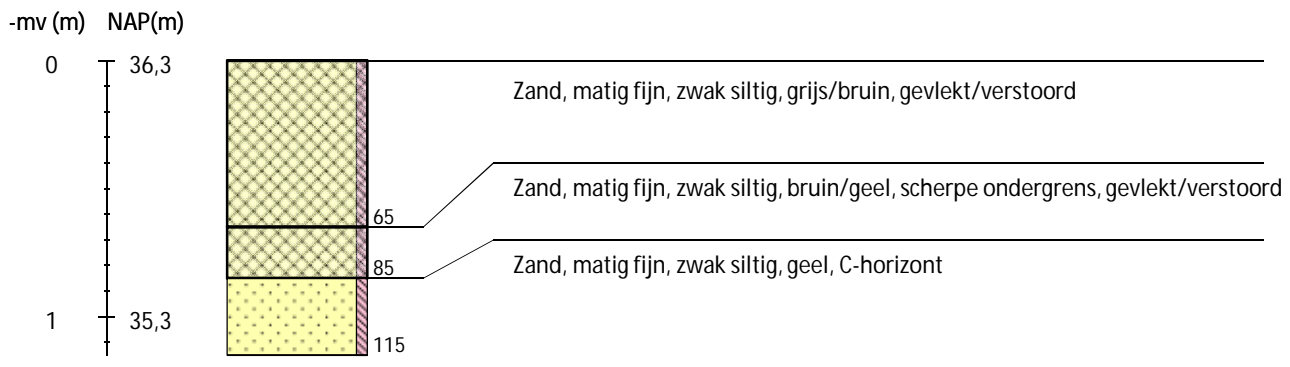 -mv (m) NAP(m)
0 36,3
Zand, matig fijn, zwak siltig, grijs/bruin, gevlekt/verstoord
Zand, matig fijn, zwak siltig, bruin/geel, scherpe ondergrens, gevlekt/verstoord
65
Zand, matig fijn, zwak siltig, geel, C-horizont
85
1 35,3
115